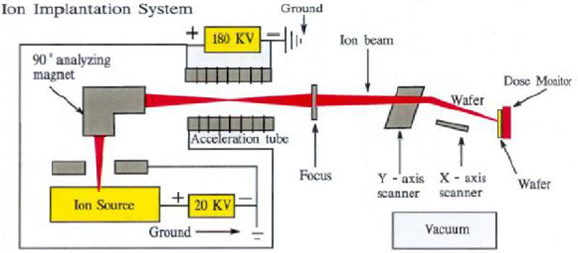 Ion Implantation System
Ground
+ 180 KV −
Ion beam
90° analyzing
magnet
Dose Monitor
Wafer
Acceleration tube
Focus
Y - axis
scanner
X - axis
scanner
Wafer
Ion Source
+ 20 KV −
Ground
Vacuum